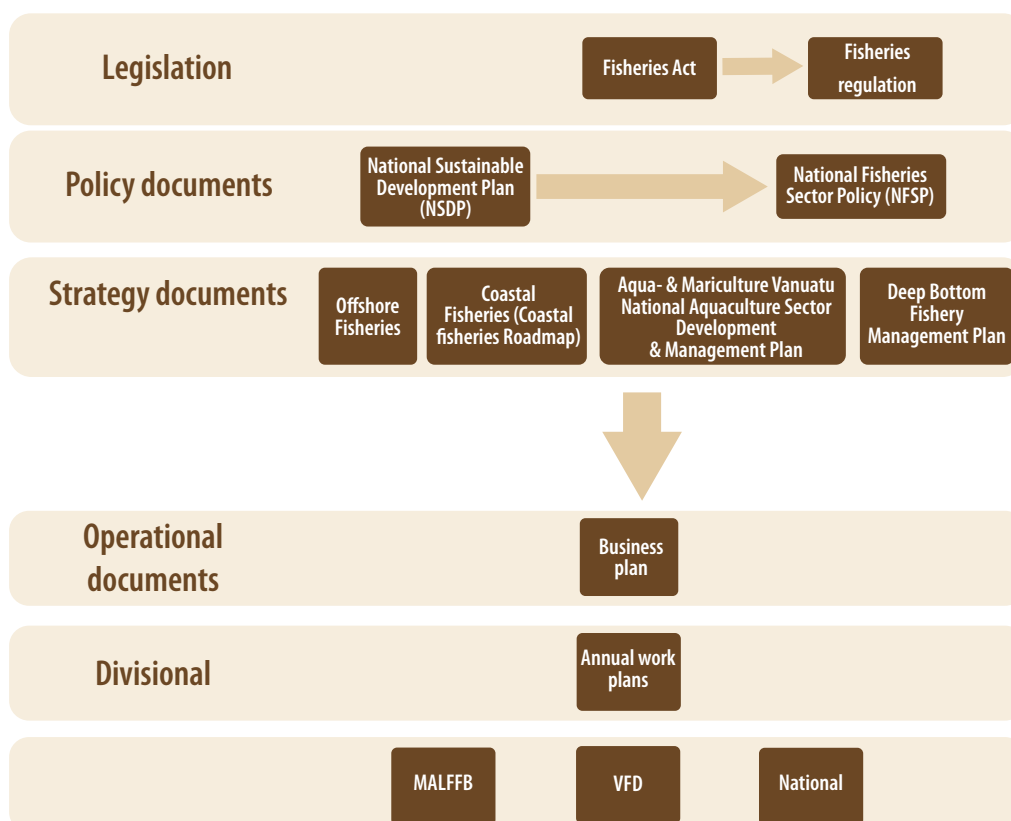 Legislation
Fisheries Act
Fisheries
regulation
Policy documents
National Sustainable
Development Plan
(NSDP)
National Fisheries
Sector Policy (NFSP)
Strategy documents
Offshore
Fisheries
Coastal
Fisheries (Coastal
fisheries Roadmap)
Aqua- & Mariculture Vanuatu
National Aquaculture Sector
Development
& Management Plan
Deep Bottom
Fishery
Management Plan
Operational
documents
Business
plan
Divisional
Annual work
plans
MALFFB
VFD
National